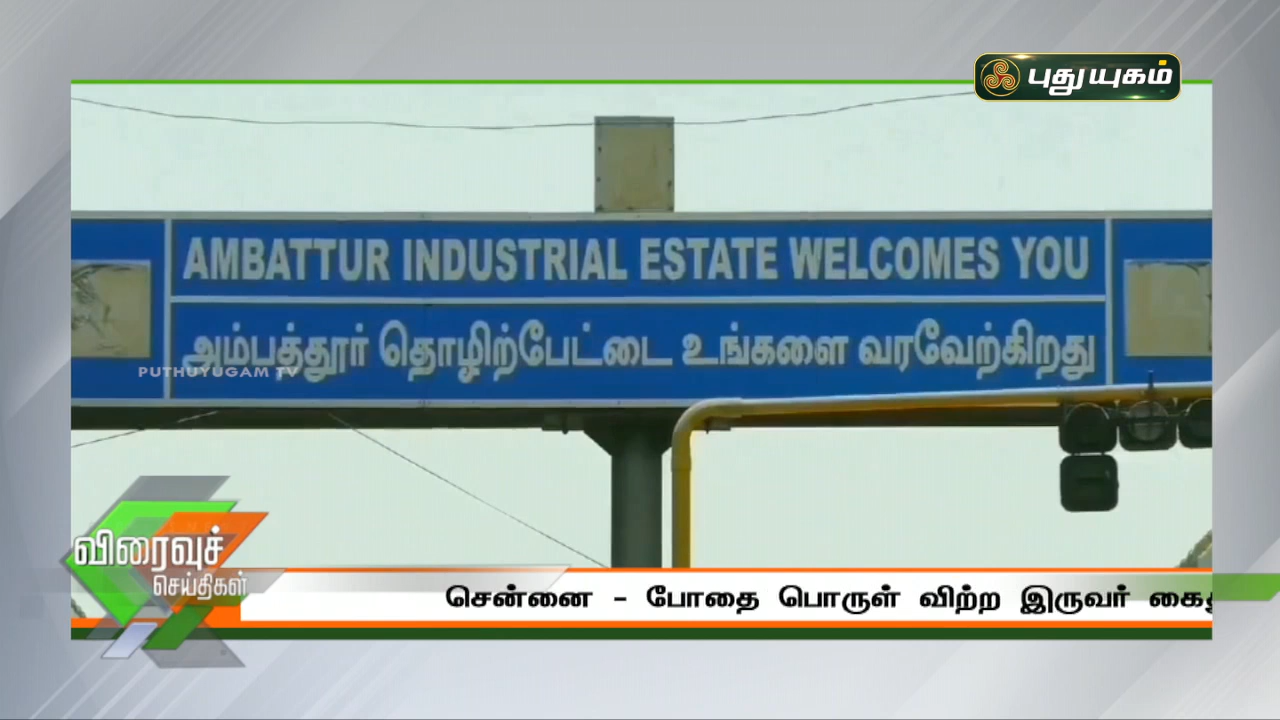 புதுயுகம்
AMBATTUR INDUSTRIAL ESTATE WELCOMES YOU
அம்பத்தூர் தொழிற்பேட்டை உங்களை வரவேற்கிறது
PUTHUYUGAM TV
விரைவுச்
செய்திகள்
சென்னை - போதை பொருள் விற்ற இருவர்